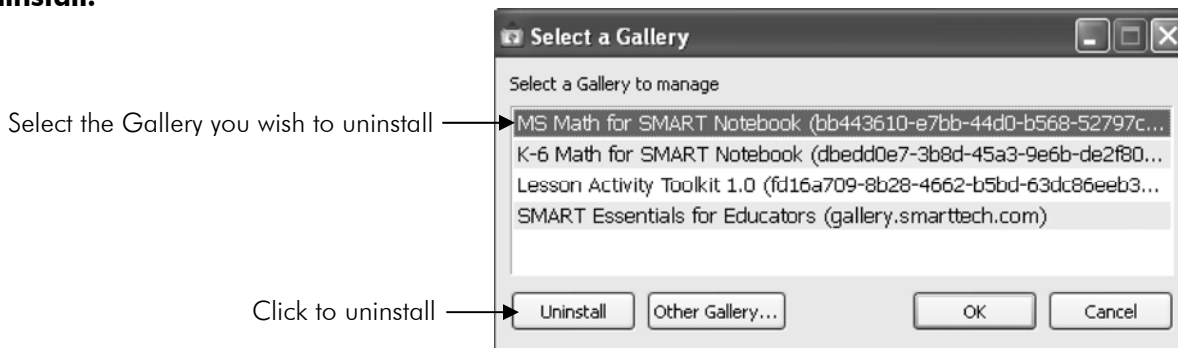 Select a Gallery
Select a Gallery to manage
Select the Gallery you wish to uninstall
MS Math for SMART Notebook (bb443610-e7bb-44d0-b568-52797c...
K-6 Math for SMART Notebook (dbedd0e7-3b8d-45a3-9e6b-de2f80...
Lesson Activity Toolkit 1.0 (fd16a709-8b28-4662-b5bd-63dc86eeb3...
SMART Essentials for Educators (gallery.smarttech.com)
Click to uninstall
Uninstall Other Gallery... OK Cancel